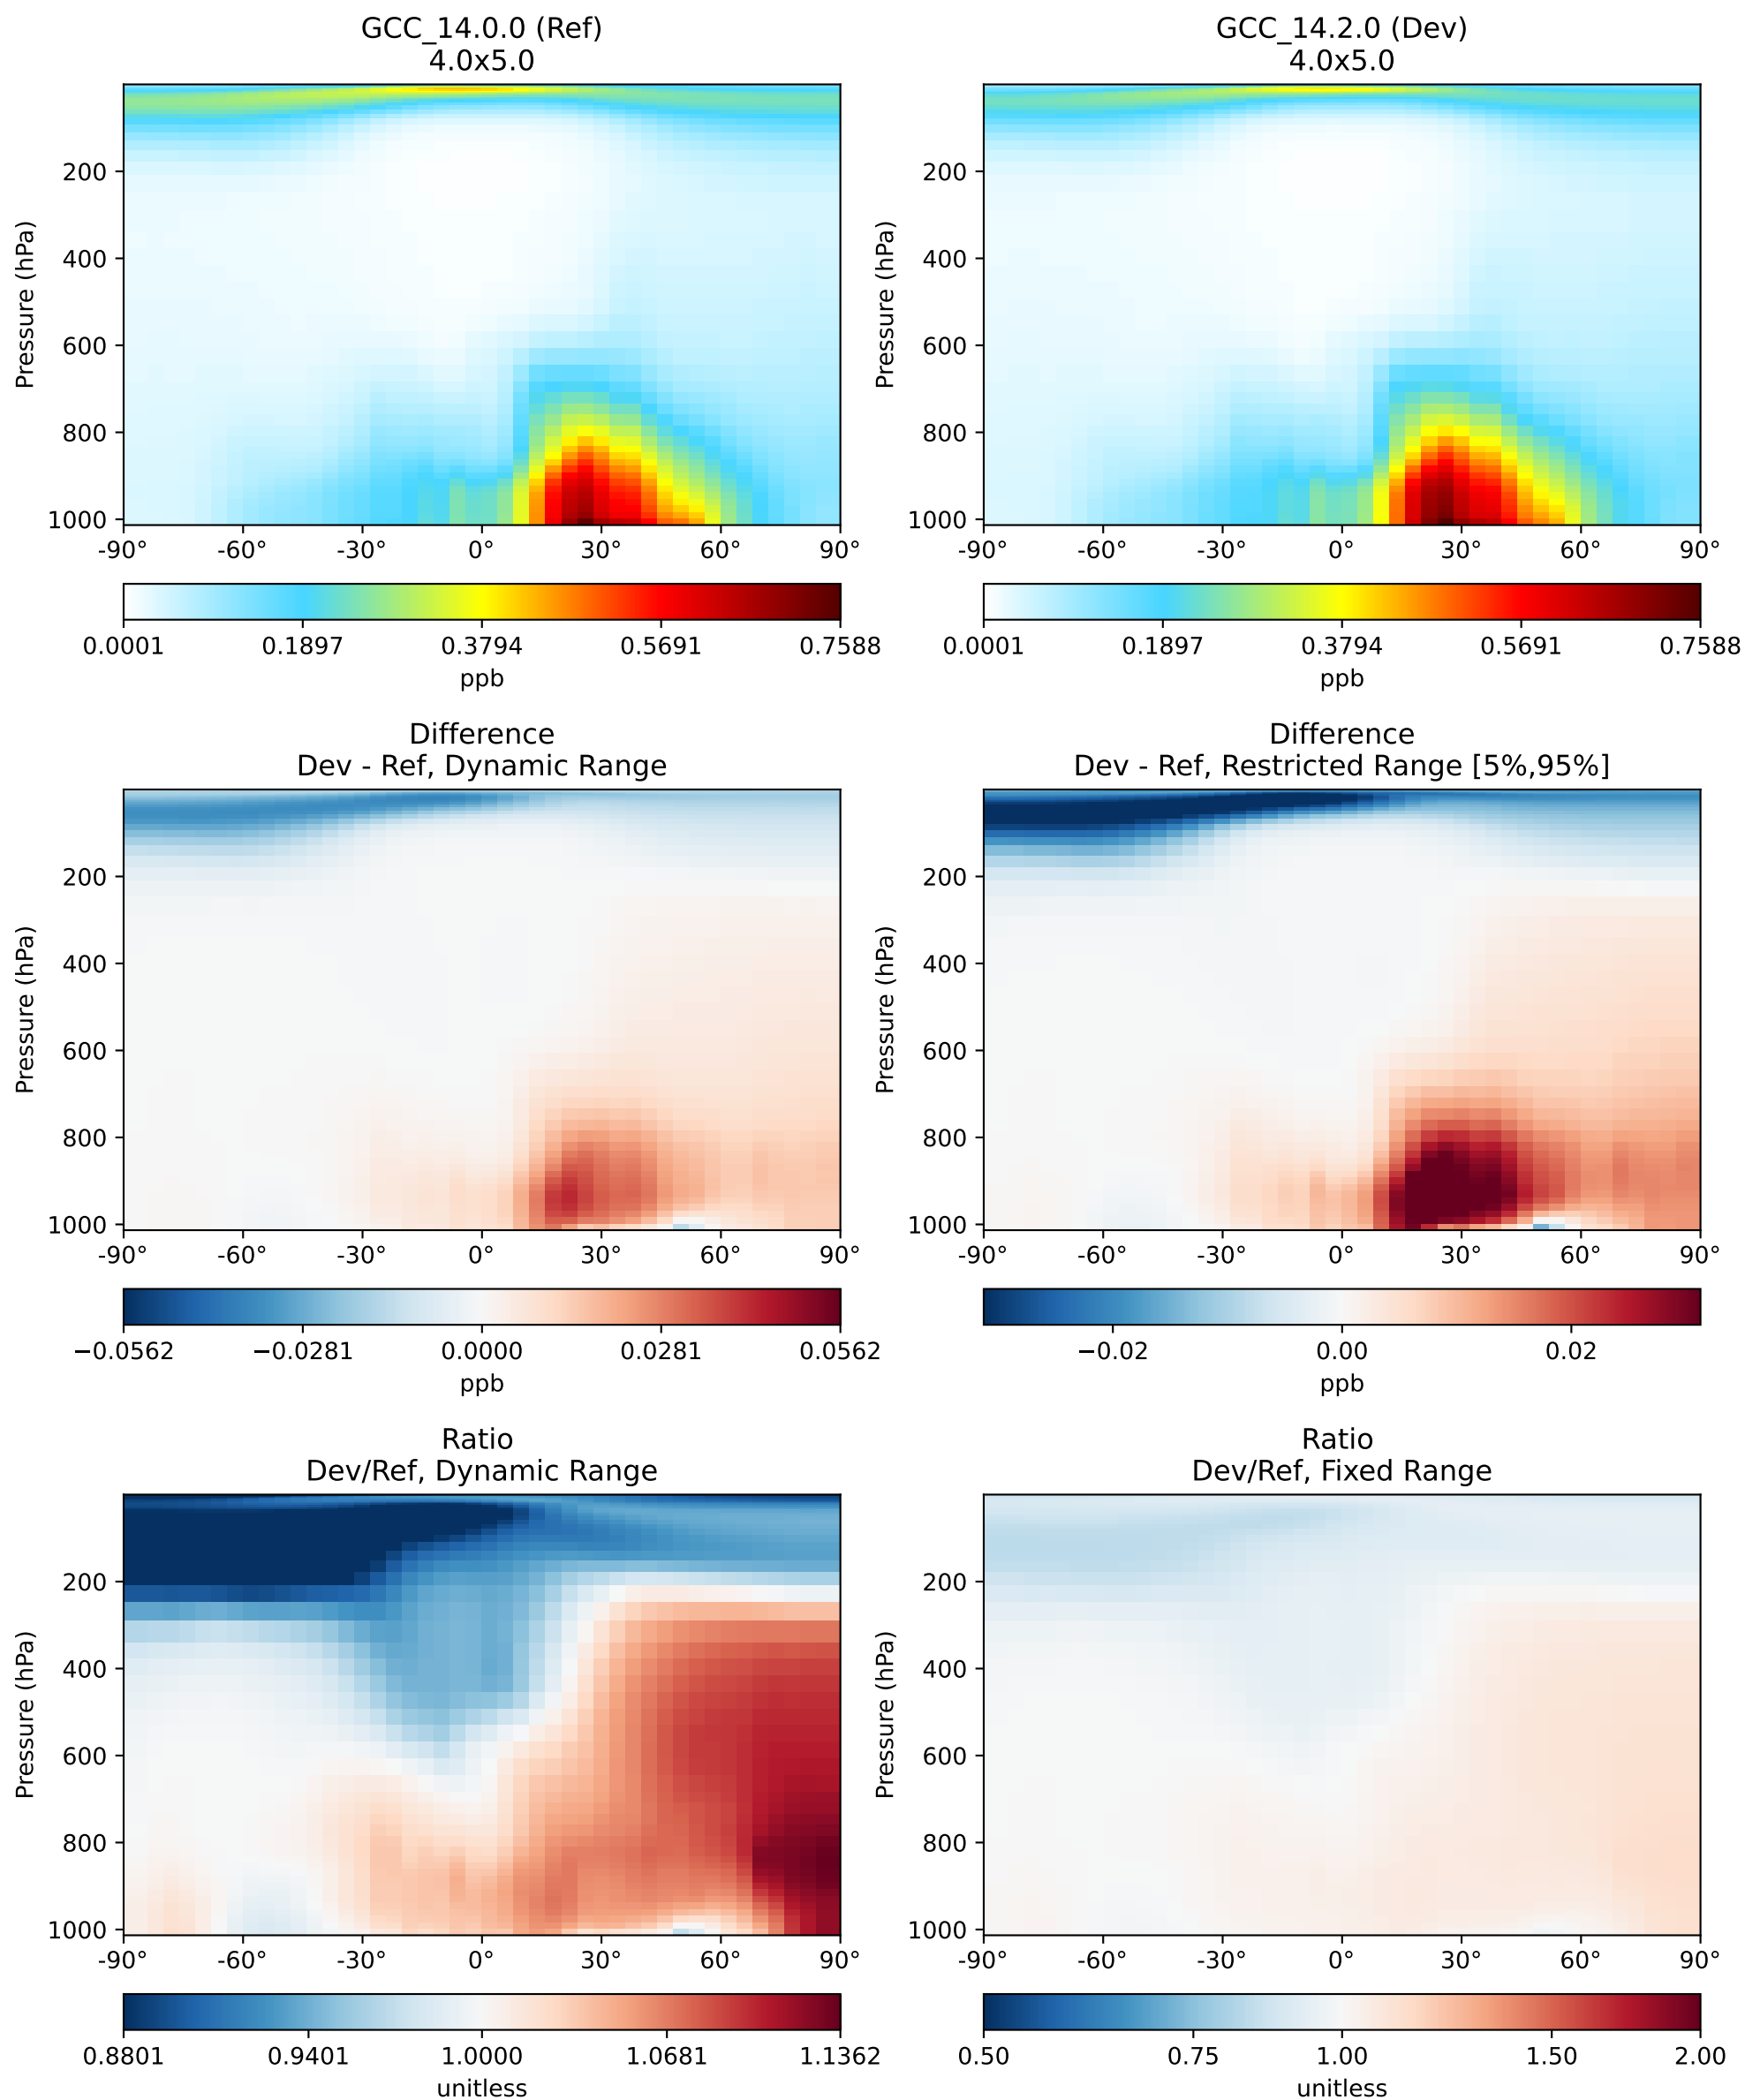 GCC_14.0.0 (Ref)
4.0x5.0
Pressure (hPa)
200
400
600
800
1000
-90° -60° -30° 0° 30° 60° 90°
0.0001 0.1897 0.3794 0.5691 0.7588
ppb
GCC_14.2.0 (Dev)
4.0x5.0
Pressure (hPa)
200
400
600
800
1000
-90° -60° -30° 0° 30° 60° 90°
0.0001 0.1897 0.3794 0.5691 0.7588
ppb
Difference
Dev - Ref, Dynamic Range
Pressure (hPa)
200
400
600
800
1000
-90° -60° -30° 0° 30° 60° 90°
−0.0562 −0.0281 0.0000 0.0281 0.0562
ppb
Difference
Dev - Ref, Restricted Range [5%,95%]
Pressure (hPa)
200
400
600
800
1000
-90° -60° -30° 0° 30° 60° 90°
−0.02 0.00 0.02
ppb
Ratio
Dev/Ref, Dynamic Range
Pressure (hPa)
200
400
600
800
1000
-90° -60° -30° 0° 30° 60° 90°
0.8801 0.9401 1.0000 1.0681 1.1362
unitless
Ratio
Dev/Ref, Fixed Range
Pressure (hPa)
200
400
600
800
1000
-90° -60° -30° 0° 30° 60° 90°
0.50 0.75 1.00 1.50 2.00
unitless